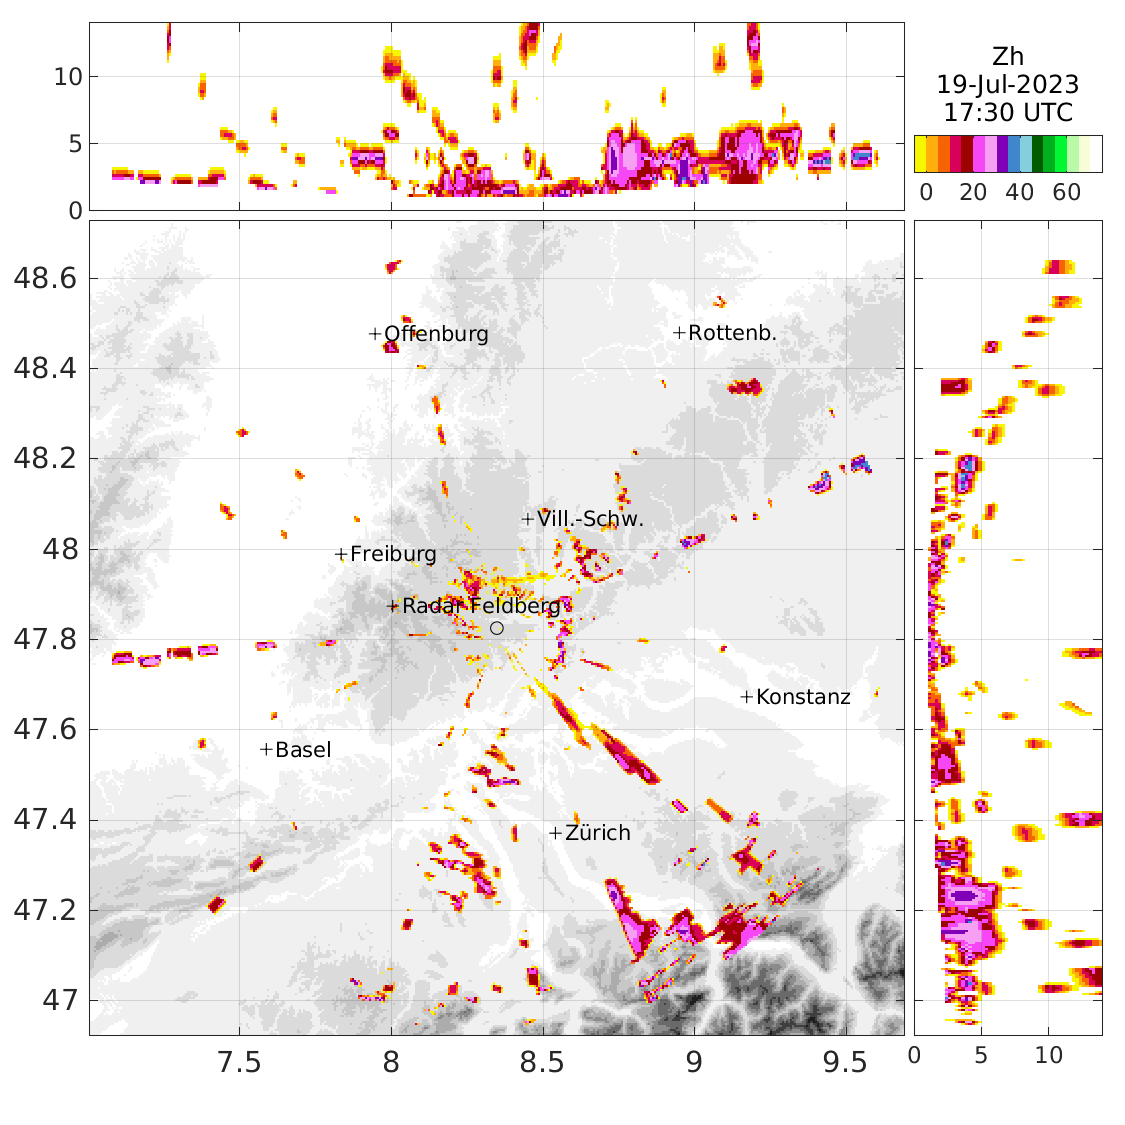 Zh
19-Jul-2023
17:30 UTC
10
5
0
0 20 40 60
48.6
48.4
48.2
48
47.8
47.6
47.4
47.2
47
+Offenburg
+Rottenb.
+Vill.-Schw.
+Freiburg
+Radar Feldberg
+Konstanz
+Basel
+Zürich
7.5 8 8.5 9 9.5
0 5 10